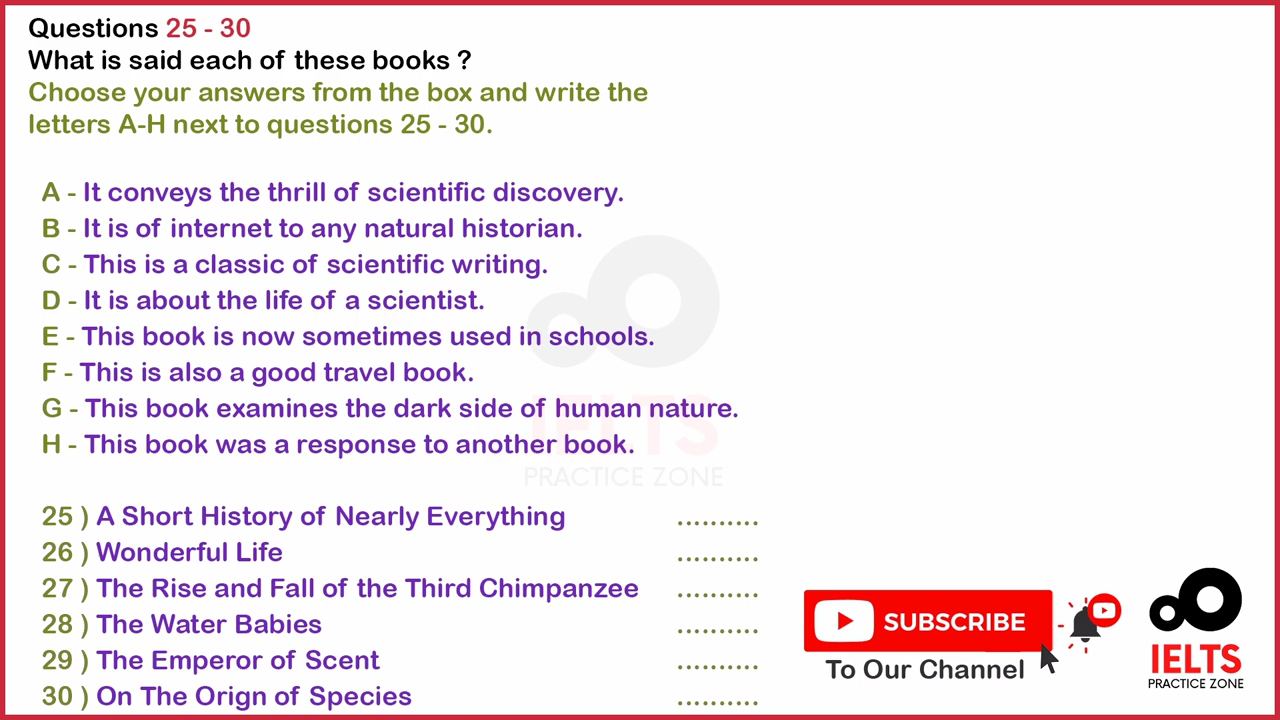 Questions 25 - 30
What is said each of these books ?
Choose your answers from the box and write the
letters A-H next to questions 25 - 30.
A - It conveys the thrill of scientific discovery.
B - It is of internet to any natural historian.
C - This is a classic of scientific writing.
D - It is about the life of a scientist.
E - This book is now sometimes used in schools.
F - This is also a good travel book.
G - This book examines the dark side of human nature.
H - This book was a response to another book.
IELTS
PRACTICE ZONE
25 ) A Short History of Nearly Everything ..........
26 ) Wonderful Life ..........
27 ) The Rise and Fall of the Third Chimpanzee ..........
28 ) The Water Babies ..........
29 ) The Emperor of Scent ..........
30 ) On The Orign of Species ..........
SUBSCRIBE
To Our Channel
IELTS
PRACTICE ZONE